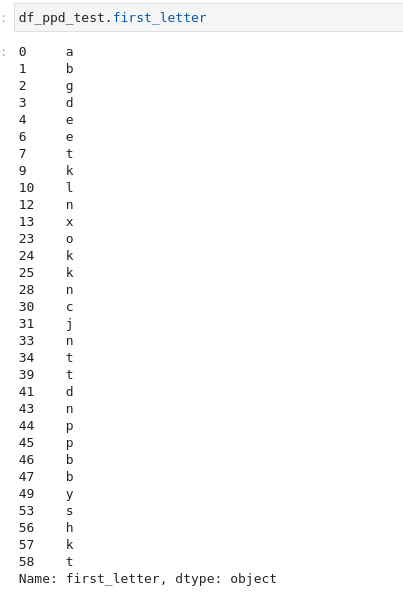 : df_ppd_test.first_letter
: 0 a
1 b
2 g
3 d
4 e
6 e
7 t
9 k
10 l
12 n
13 x
23 o
24 k
25 k
28 n
30 c
31 j
33 n
34 t
39 t
41 d
43 n
44 p
45 p
46 b
47 b
49 y
53 s
56 h
57 k
58 t
Name: first_letter, dtype: object